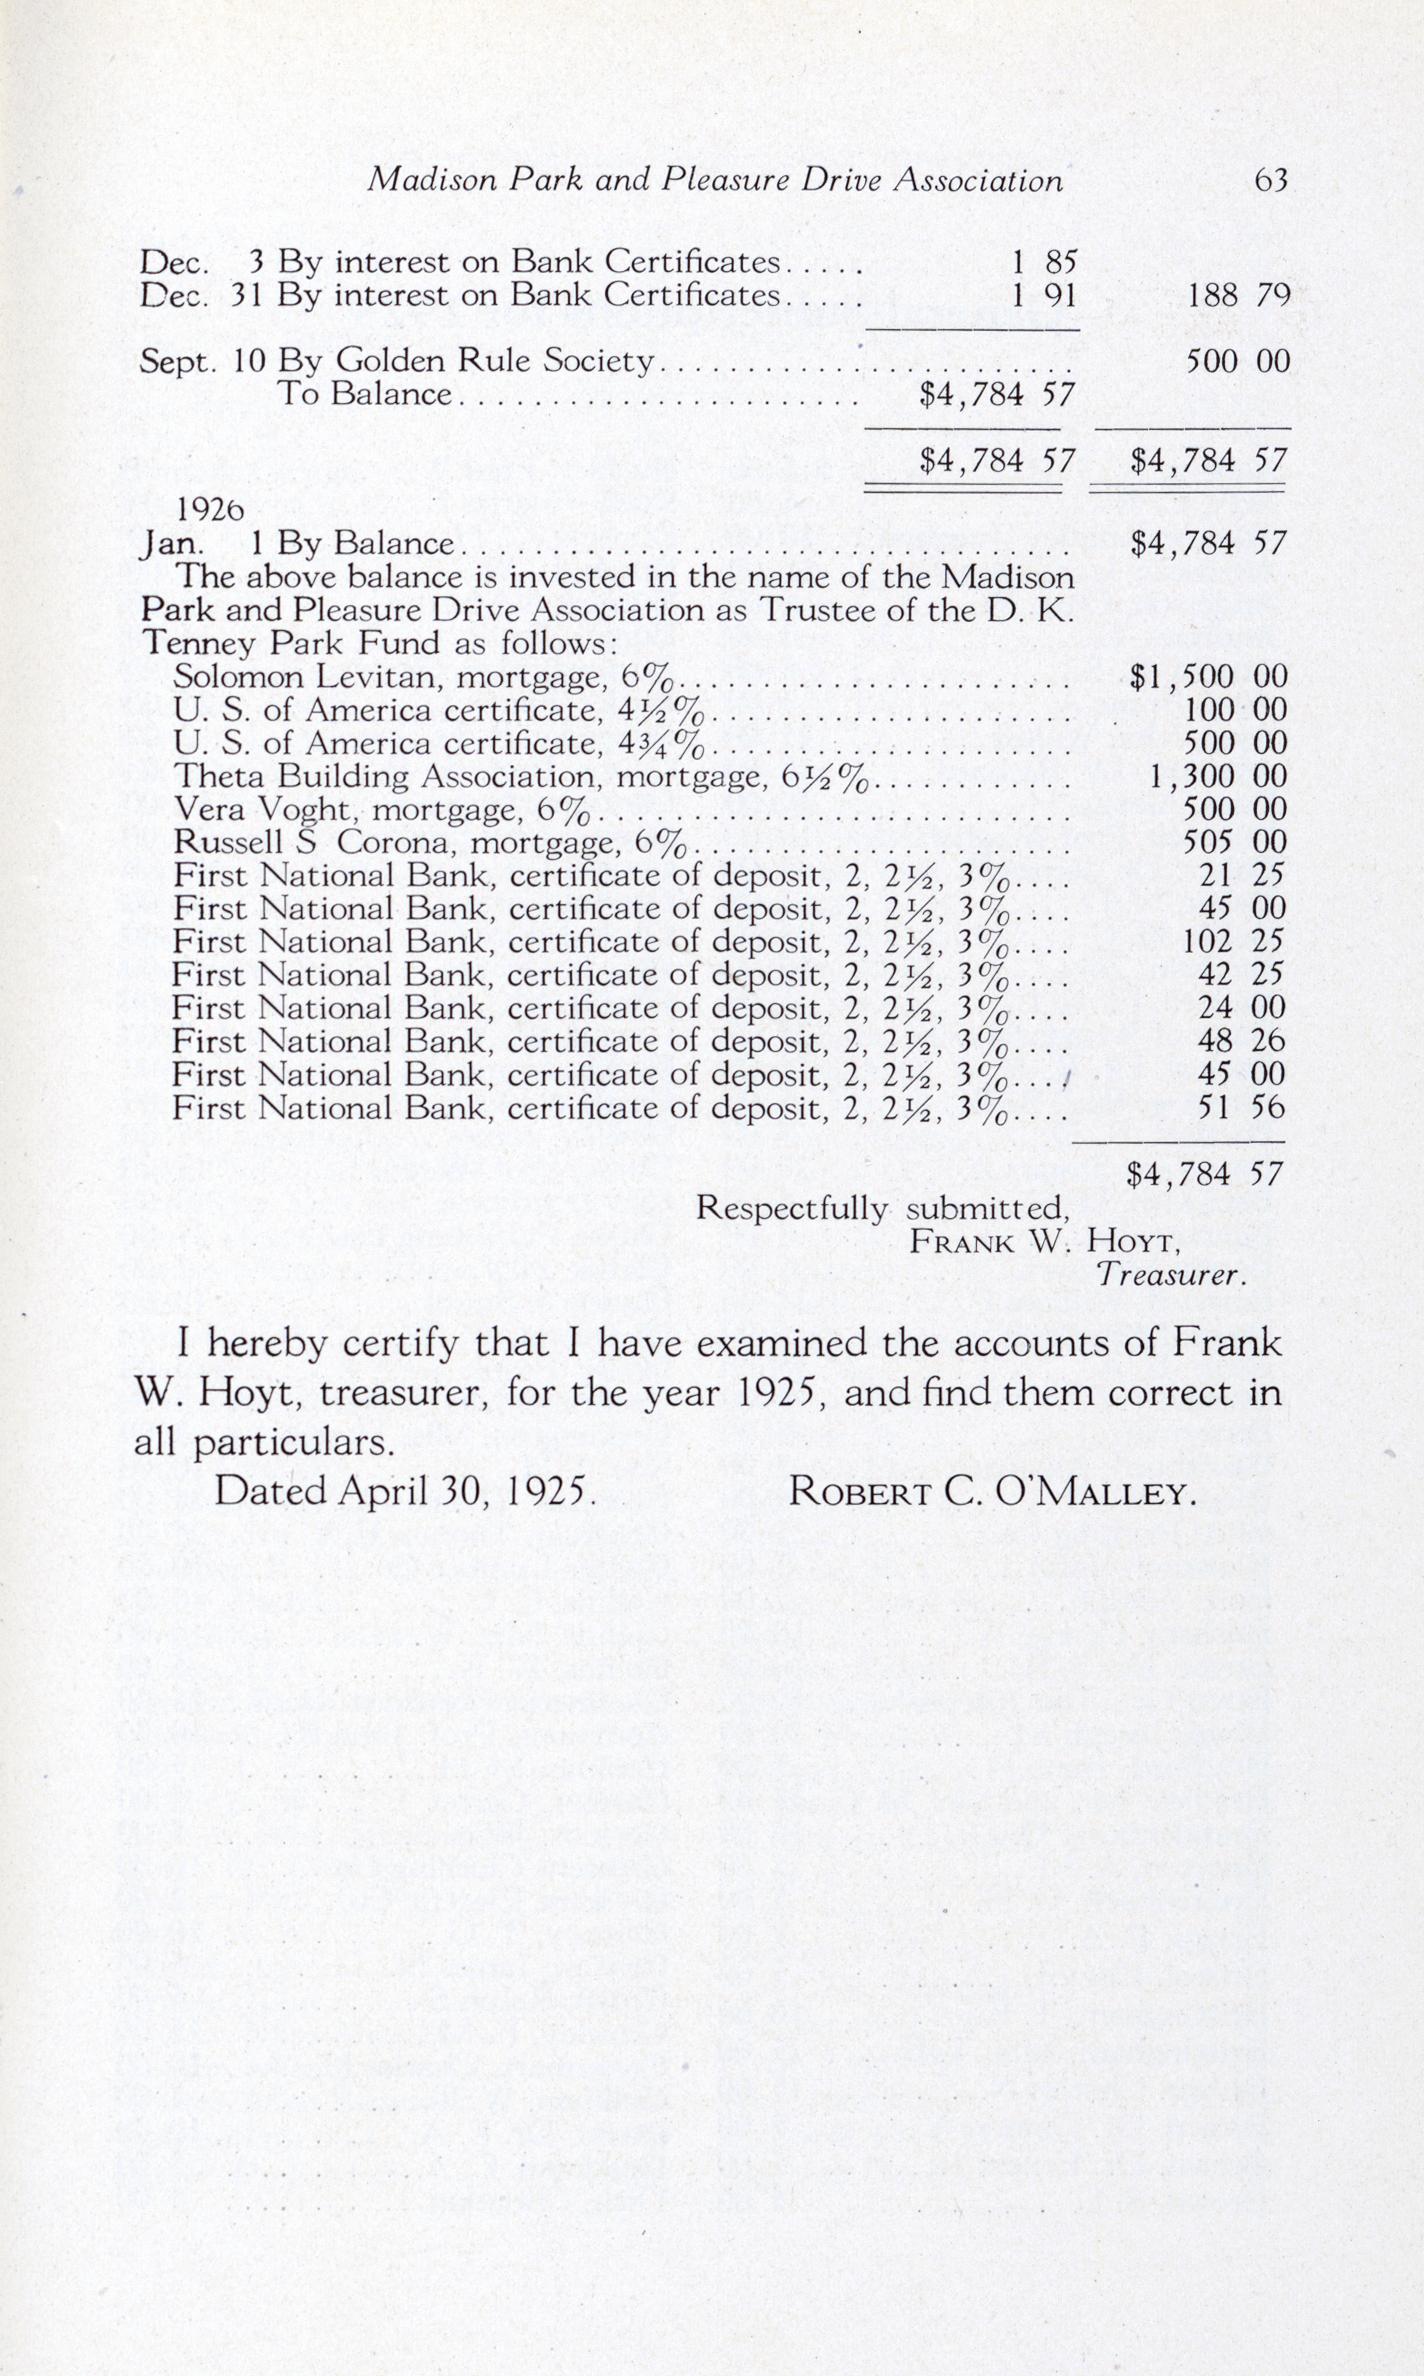 Madison Park and Pleasure Drive Association 63
Dec. 3 By interest on Bank Certificates..... 1 85
Dec. 31 By interest on Bank Certificates..... 1 91 188 79
Sept. 10 By Golden Rule Society......................... 500 00
To Balance...................... $4,784 57
$4,784 57 $4,784 57
1926
Jan. 1 By Balance................................. $4,784 57
The above balance is invested in the name of the Madison
Park and Pleasure Drive Association as Trustee of the D. K.
Tenney Park Fund as follows:
Solomon Levitan, mortgage, 6%...................... $1,500 00
U. S. of America certificate, 4½%.................... 100 00
U. S. of America certificate, 4¾%.................... 500 00
Theta Building Association, mortgage, 6½%............ 1,300 00
Vera Voght, mortgage, 6%.......................... 500 00
Russell S Corona, mortgage, 6%..................... 505 00
First National Bank, certificate of deposit, 2, 2½, 3%.... 21 25
First National Bank, certificate of deposit, 2, 2½, 3%.... 45 00
First National Bank, certificate of deposit, 2, 2½, 3%.... 102 25
First National Bank, certificate of deposit, 2, 2½, 3%.... 42 25
First National Bank, certificate of deposit, 2, 2½, 3%.... 24 00
First National Bank, certificate of deposit, 2, 2½, 3%.... 48 26
First National Bank, certificate of deposit, 2, 2½, 3%.... 45 00
First National Bank, certificate of deposit, 2, 2½, 3%.... 51 56
$4,784 57
Respectfully submitted,
FRANK W. HOYT,
Treasurer.
I hereby certify that I have examined the accounts of Frank
W. Hoyt, treasurer, for the year 1925, and find them correct in
all particulars.
Dated April 30, 1925. ROBERT C. O'MALLEY.